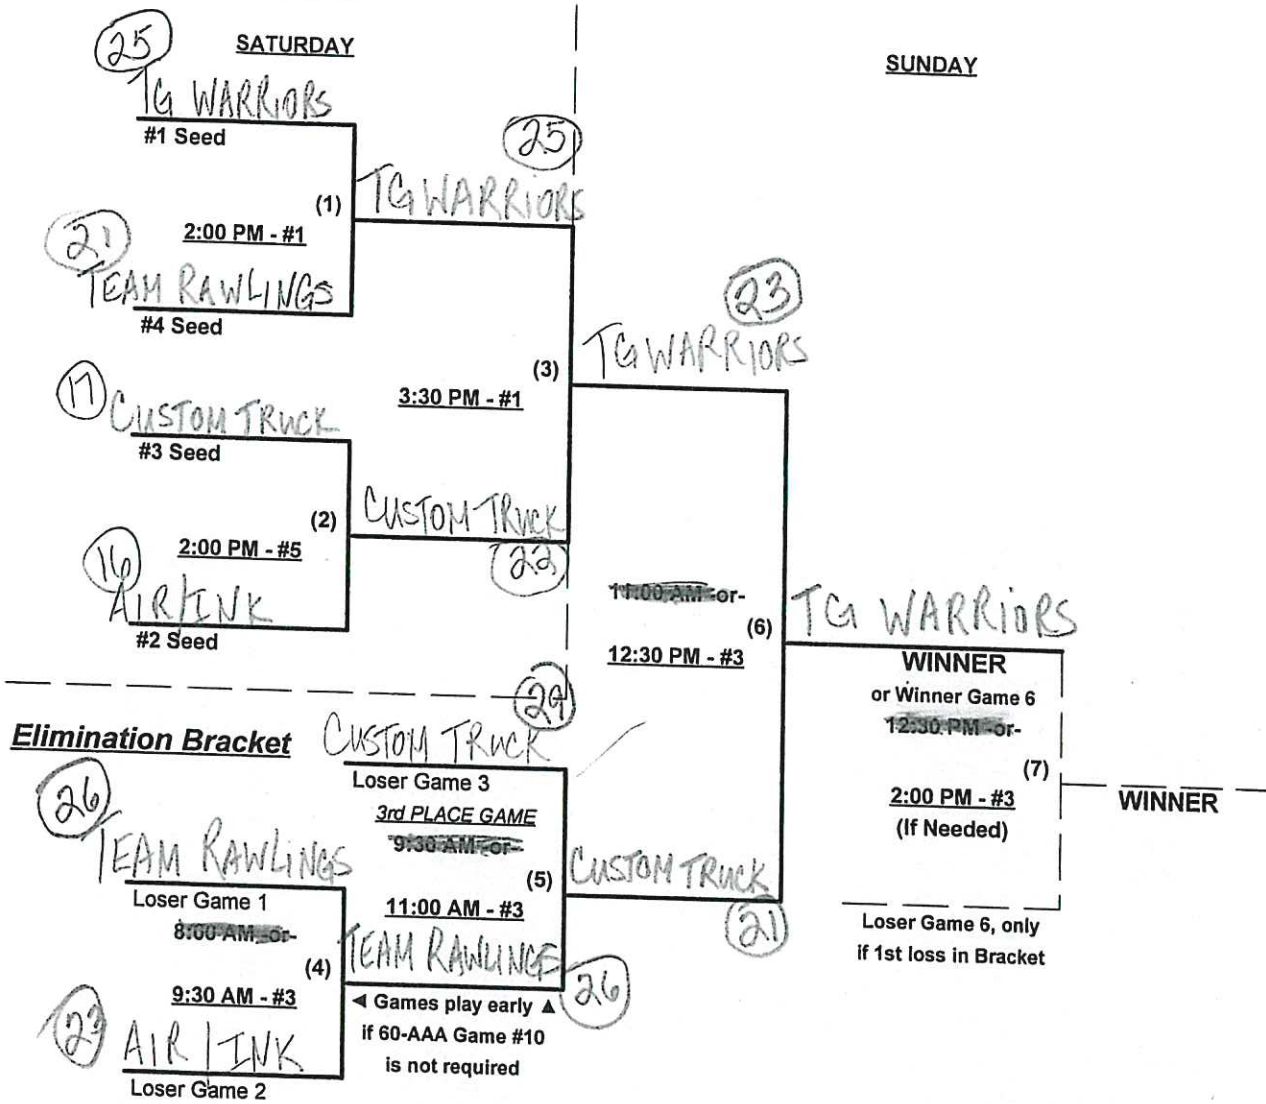 SATURDAY
SUNDAY
25
TG WARRIORS
#1 Seed
25
TG WARRIORS
(1)
2:00 PM - #1
21
TEAM RAWLINGS
#4 Seed
23
TG WARRIORS
(3)
3:30 PM - #1
17
CUSTOM TRUCK
#3 Seed
CUSTOM TRUCK
22
(2)
2:00 PM - #5
16
AIR/INK
#2 Seed
11:00 AM -or-
(6)
12:30 PM - #3
TG WARRIORS
WINNER
or Winner Game 6
12:30 PM -or-
(7)
2:00 PM - #3
(If Needed)
WINNER
Loser Game 6, only
if 1st loss in Bracket
Elimination Bracket
29
CUSTOM TRUCK
Loser Game 3
3rd PLACE GAME
9:30 AM -or-
(5)
11:00 AM - #3
CUSTOM TRUCK
21
26
TEAM RAWLINGS
Loser Game 1
8:00 AM -or-
(4)
9:30 AM - #3
TEAM RAWLINGS
26
◄ Games play early ▲
if 60-AAA Game #10
is not required
23
AIR/INK
Loser Game 2